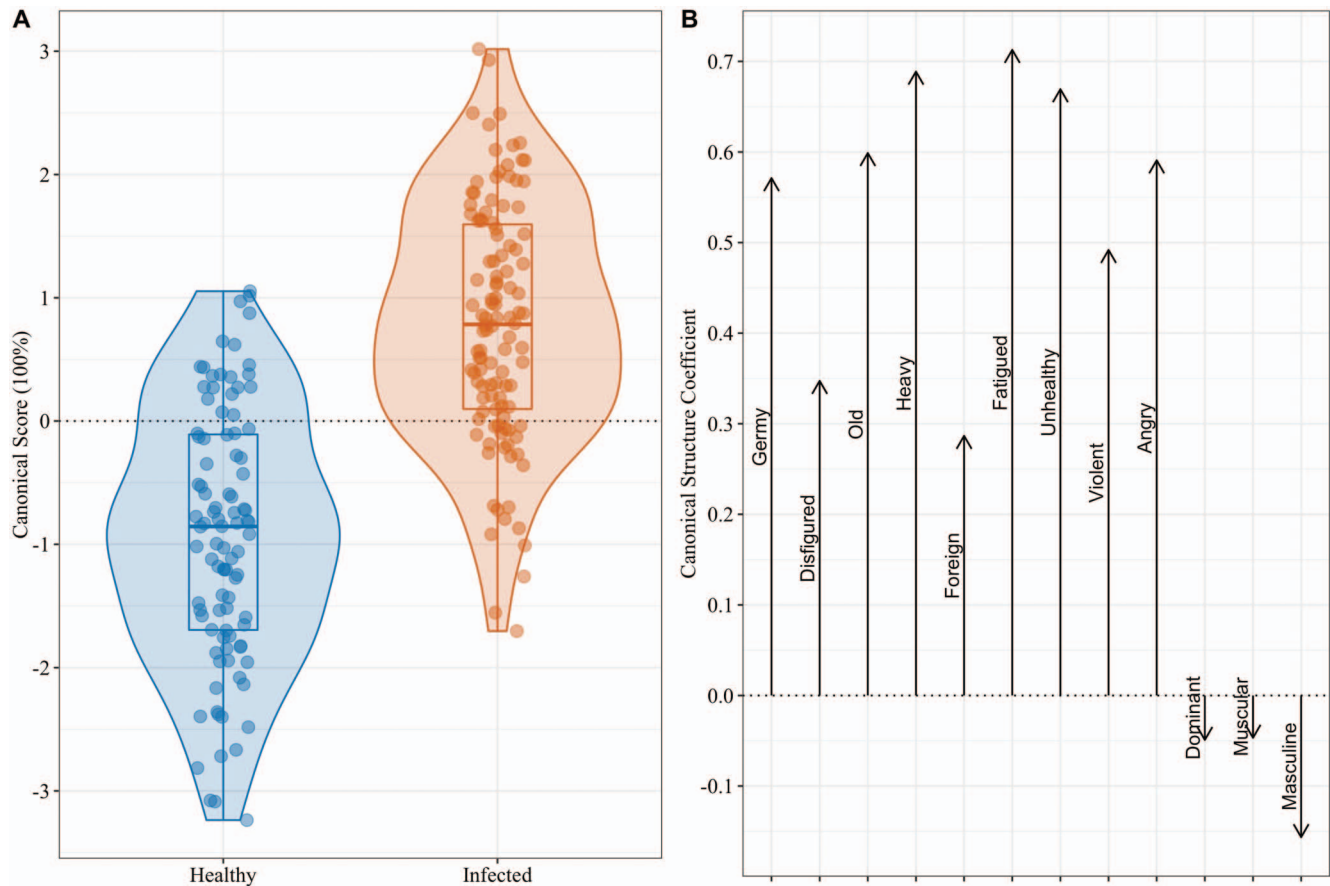 A
Canonical Score (100%)
3
2
1
0
-1
-2
-3
Healthy
Infected
B
Canonical Structure Coefficient
0.7
0.6
0.5
0.4
0.3
0.2
0.1
0.0
-0.1
Germy
Disfigured
Old
Heavy
Foreign
Fatigued
Unhealthy
Violent
Angry
Dominant
Muscular
Masculine